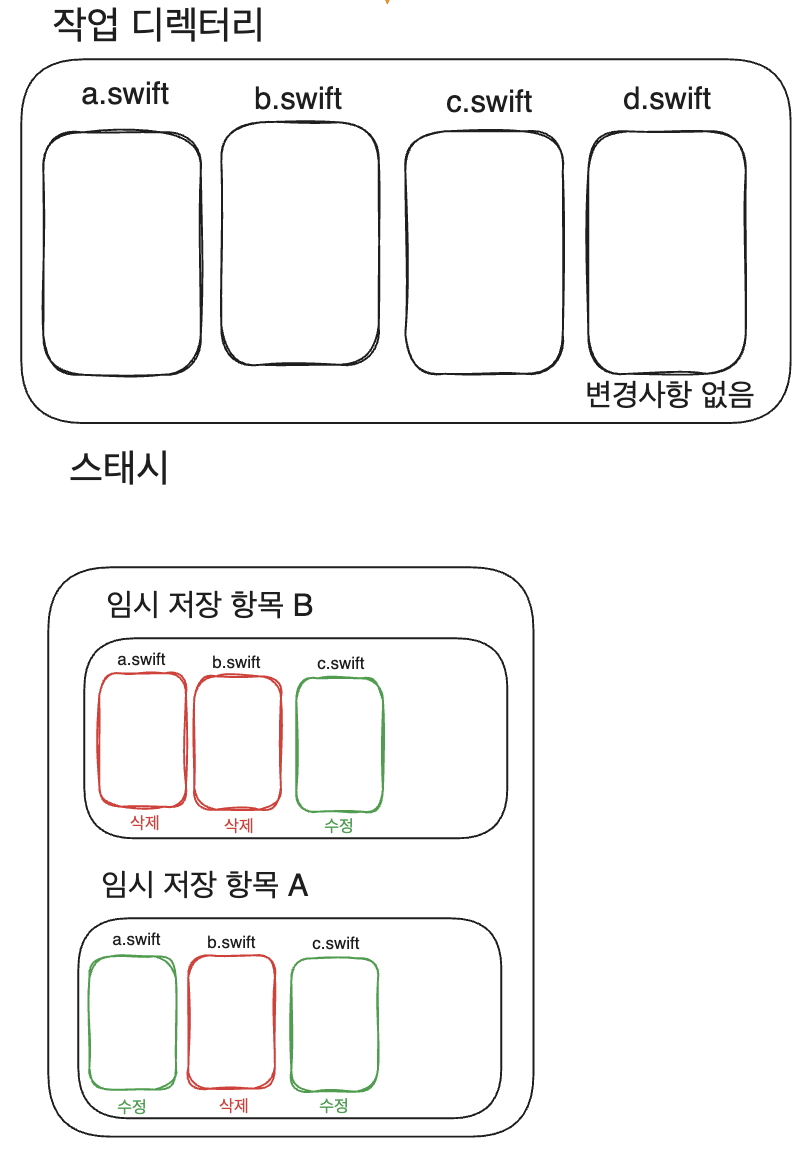 작업 디렉터리
a.swift
b.swift
c.swift
d.swift
변경사항 없음
스태시
임시 저장 항목 B
a.swift
b.swift
c.swift
삭제
삭제
수정
임시 저장 항목 A
a.swift
b.swift
c.swift
수정
삭제
수정